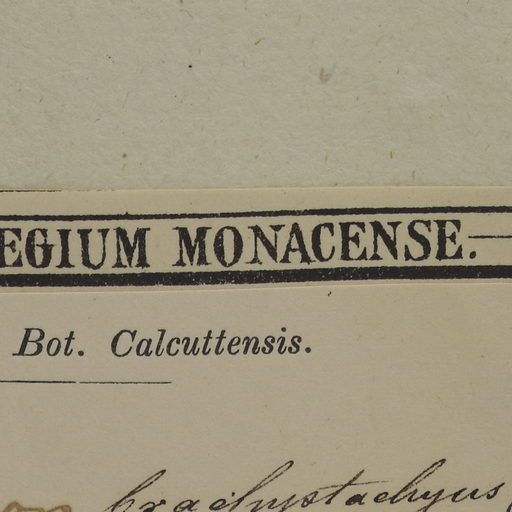 EGIUM MONACENSE.
Bot. Calcuttensis.
brachystachyus